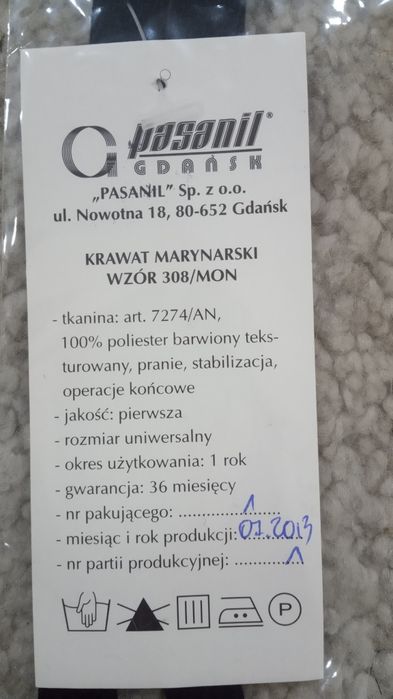 pasanil®
GDAŃSK
„PASANIL” Sp. z o.o.
ul. Nowotna 18, 80-652 Gdańsk
KRAWAT MARYNARSKI
WZÓR 308/MON
- tkanina: art. 7274/AN,
100% poliester barwiony teks-
turowany, pranie, stabilizacja,
operacje końcowe
- jakość: pierwsza
- rozmiar uniwersalny
- okres użytkowania: 1 rok
- gwarancja: 36 miesięcy
- nr pakującego: 1
- miesiąc i rok produkcji: 07.2013
- nr partii produkcyjnej: 1
P